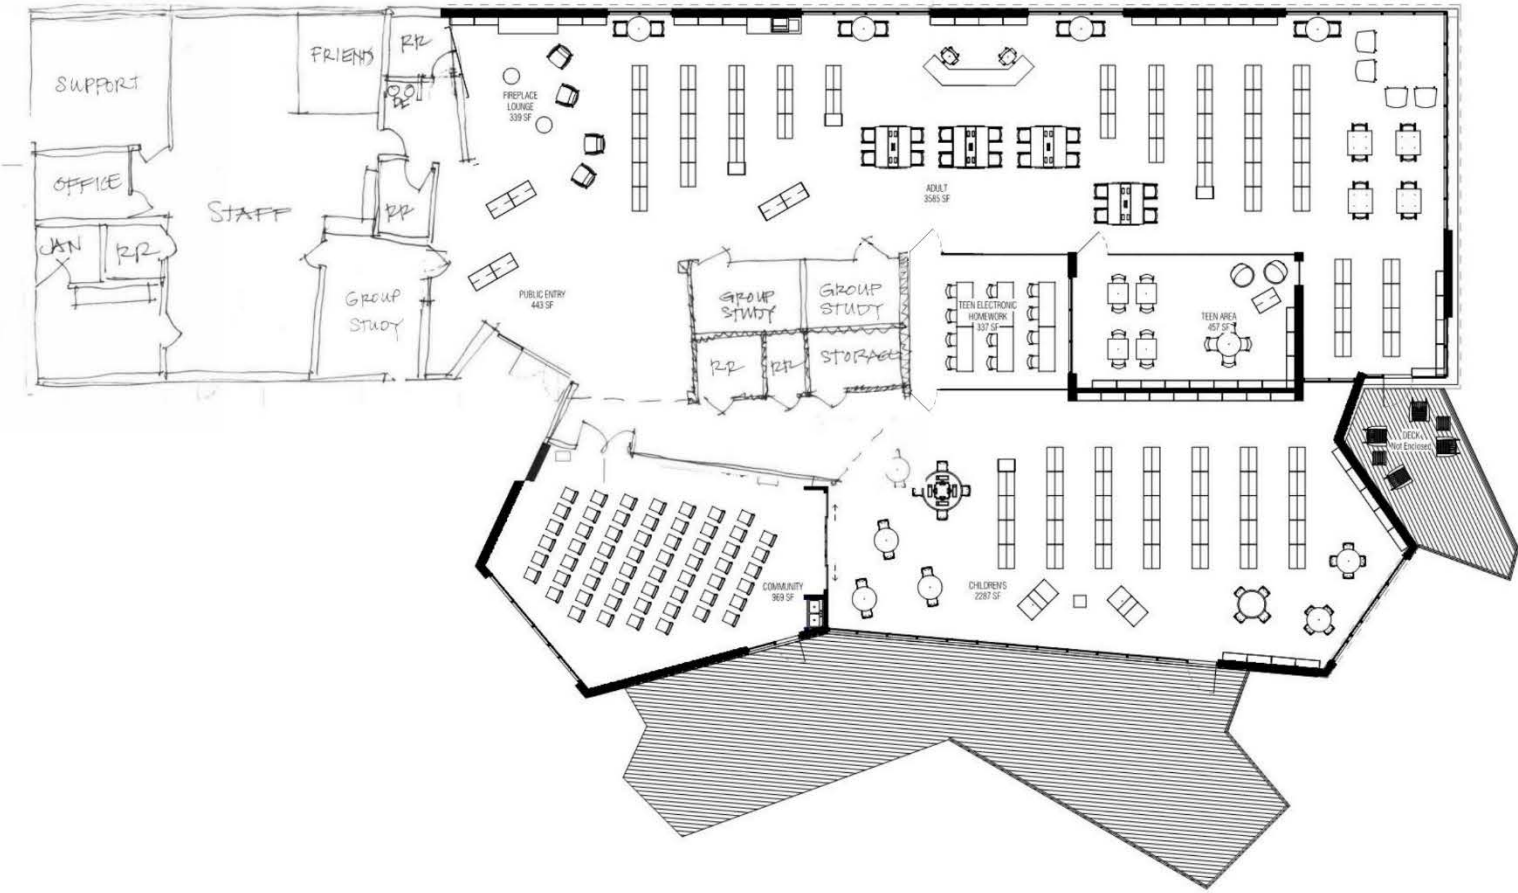 SUPPORT
FRIENDS
RR
FIREPLACE
LOUNGE
339 SF
OFFICE
STAFF
RR
ADULT
3585 SF
JAN
RR
GROUP
STUDY
PUBLIC ENTRY
443 SF
GROUP
STUDY
GROUP
STUDY
TEEN ELECTRONIC
HOMEWORK
337 SF
TEEN AREA
457 SF
RR
RR
STORAGE
DECK
Not Enclosed
COMMUNITY
969 SF
CHILDREN'S
2287 SF